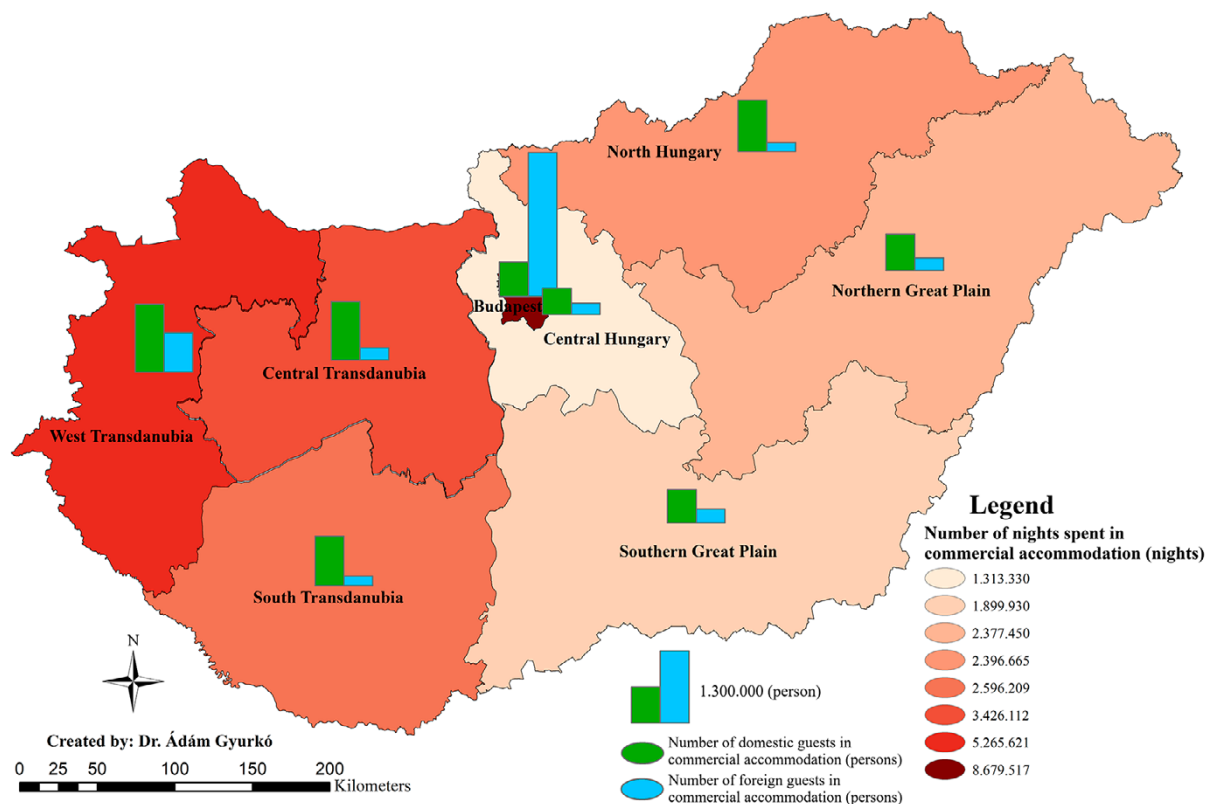 North Hungary
Northern Great Plain
Budapest
Central Hungary
Central Transdanubia
West Transdanubia
South Transdanubia
Southern Great Plain
N
Created by: Dr. Ádám Gyurkó
0 50 100 150 200
Kilometers
1.300.000 (person)
Number of domestic guests in
commercial accommodation (persons)
Number of foreign guests in
commercial accommodation (persons)
Legend
Number of nights spent in
commercial accommodation (nights)
1.313.330
1.899.930
2.377.450
2.396.665
2.596.209
3.426.112
5.265.621
8.679.517